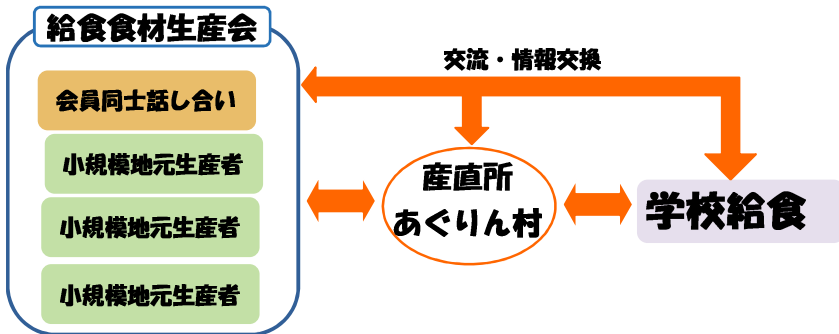 給食食材生産会
会員同士話し合い
小規模地元生産者
小規模地元生産者
小規模地元生産者
交流・情報交換
産直所
あぐりん村
学校給食